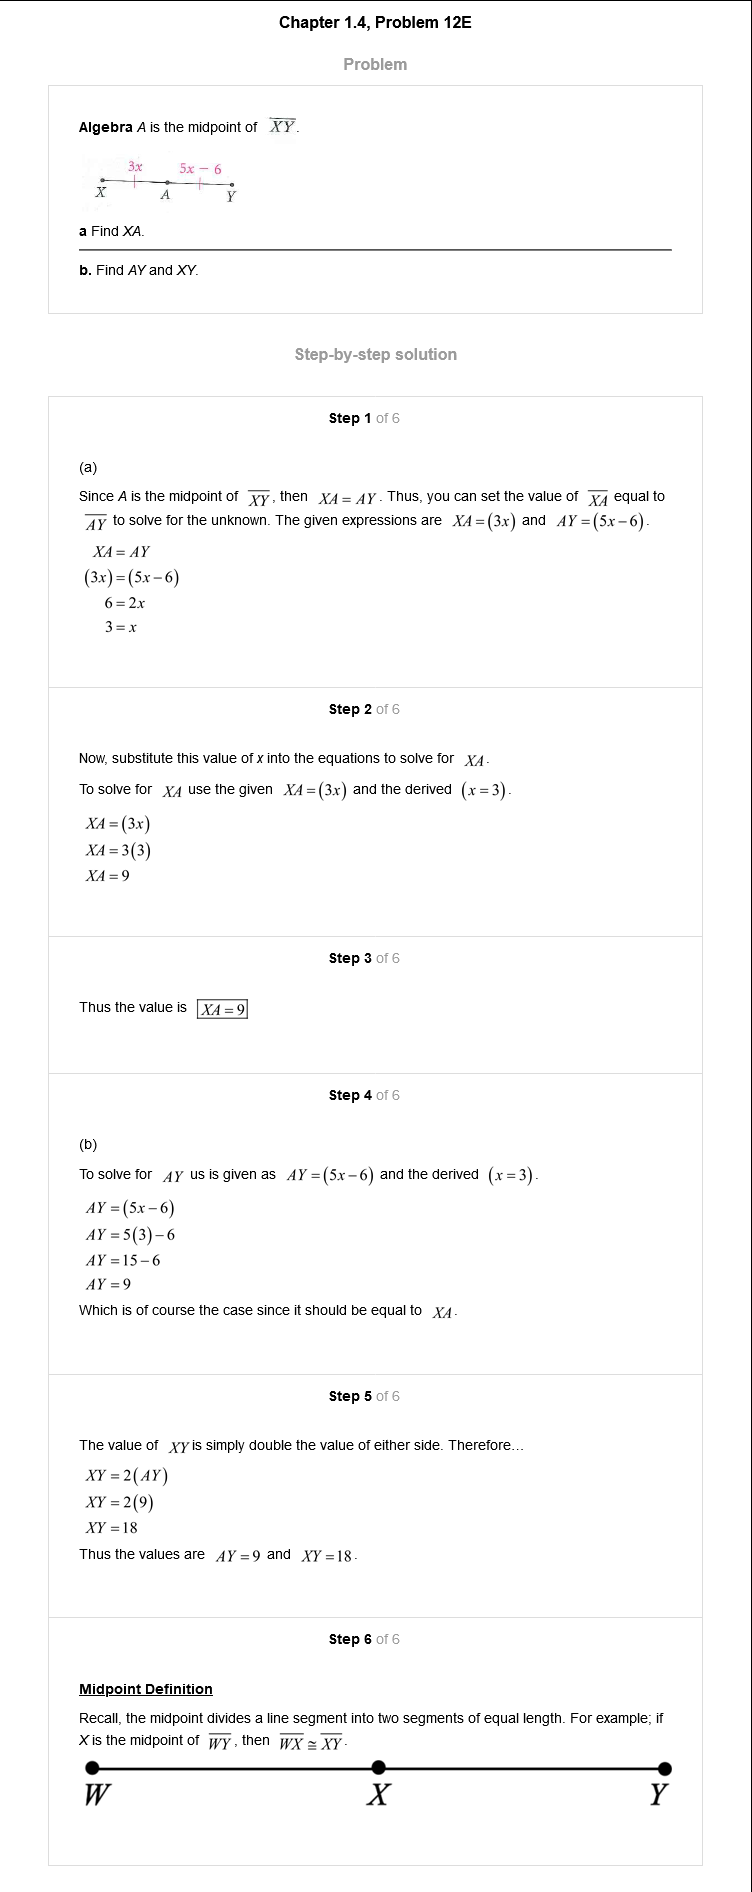 Chapter 1.4, Problem 12E
Problem
Algebra A is the midpoint of XY.
3x 5x − 6
X A Y
a Find XA.
b. Find AY and XY.
Step-by-step solution
Step 1 of 6
(a)
Since A is the midpoint of XY, then XA = AY. Thus, you can set the value of XA equal to
AY to solve for the unknown. The given expressions are XA = (3x) and AY = (5x − 6).
XA = AY
(3x) = (5x − 6)
6 = 2x
3 = x
Step 2 of 6
Now, substitute this value of x into the equations to solve for XA.
To solve for XA use the given XA = (3x) and the derived (x = 3).
XA = (3x)
XA = 3(3)
XA = 9
Step 3 of 6
Thus the value is XA = 9
Step 4 of 6
(b)
To solve for AY us is given as AY = (5x − 6) and the derived (x = 3).
AY = (5x − 6)
AY = 5(3) − 6
AY = 15 − 6
AY = 9
Which is of course the case since it should be equal to XA.
Step 5 of 6
The value of XY is simply double the value of either side. Therefore…
XY = 2(AY)
XY = 2(9)
XY = 18
Thus the values are AY = 9 and XY = 18.
Step 6 of 6
Midpoint Definition
Recall, the midpoint divides a line segment into two segments of equal length. For example; if
X is the midpoint of WY, then WX ≅ XY.
W X Y